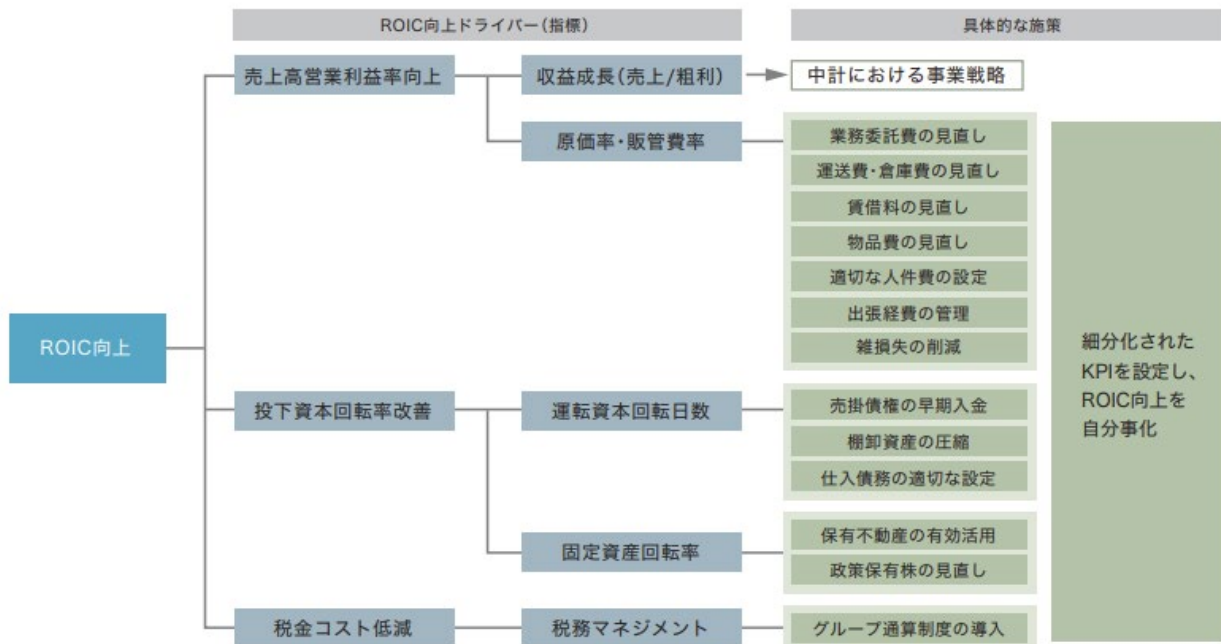 ROIC向上ドライバー(指標)
具体的な施策
ROIC向上
売上高営業利益率向上
収益成長(売上/粗利)
中計における事業戦略
原価率・販管費率
業務委託費の見直し
運送費・倉庫費の見直し
賃借料の見直し
物品費の見直し
適切な人件費の設定
出張経費の管理
雑損失の削減
投下資本回転率改善
運転資本回転日数
売掛債権の早期入金
棚卸資産の圧縮
仕入債務の適切な設定
固定資産回転率
保有不動産の有効活用
政策保有株の見直し
税金コスト低減
税務マネジメント
グループ通算制度の導入
細分化された
KPIを設定し、
ROIC向上を
自分事化